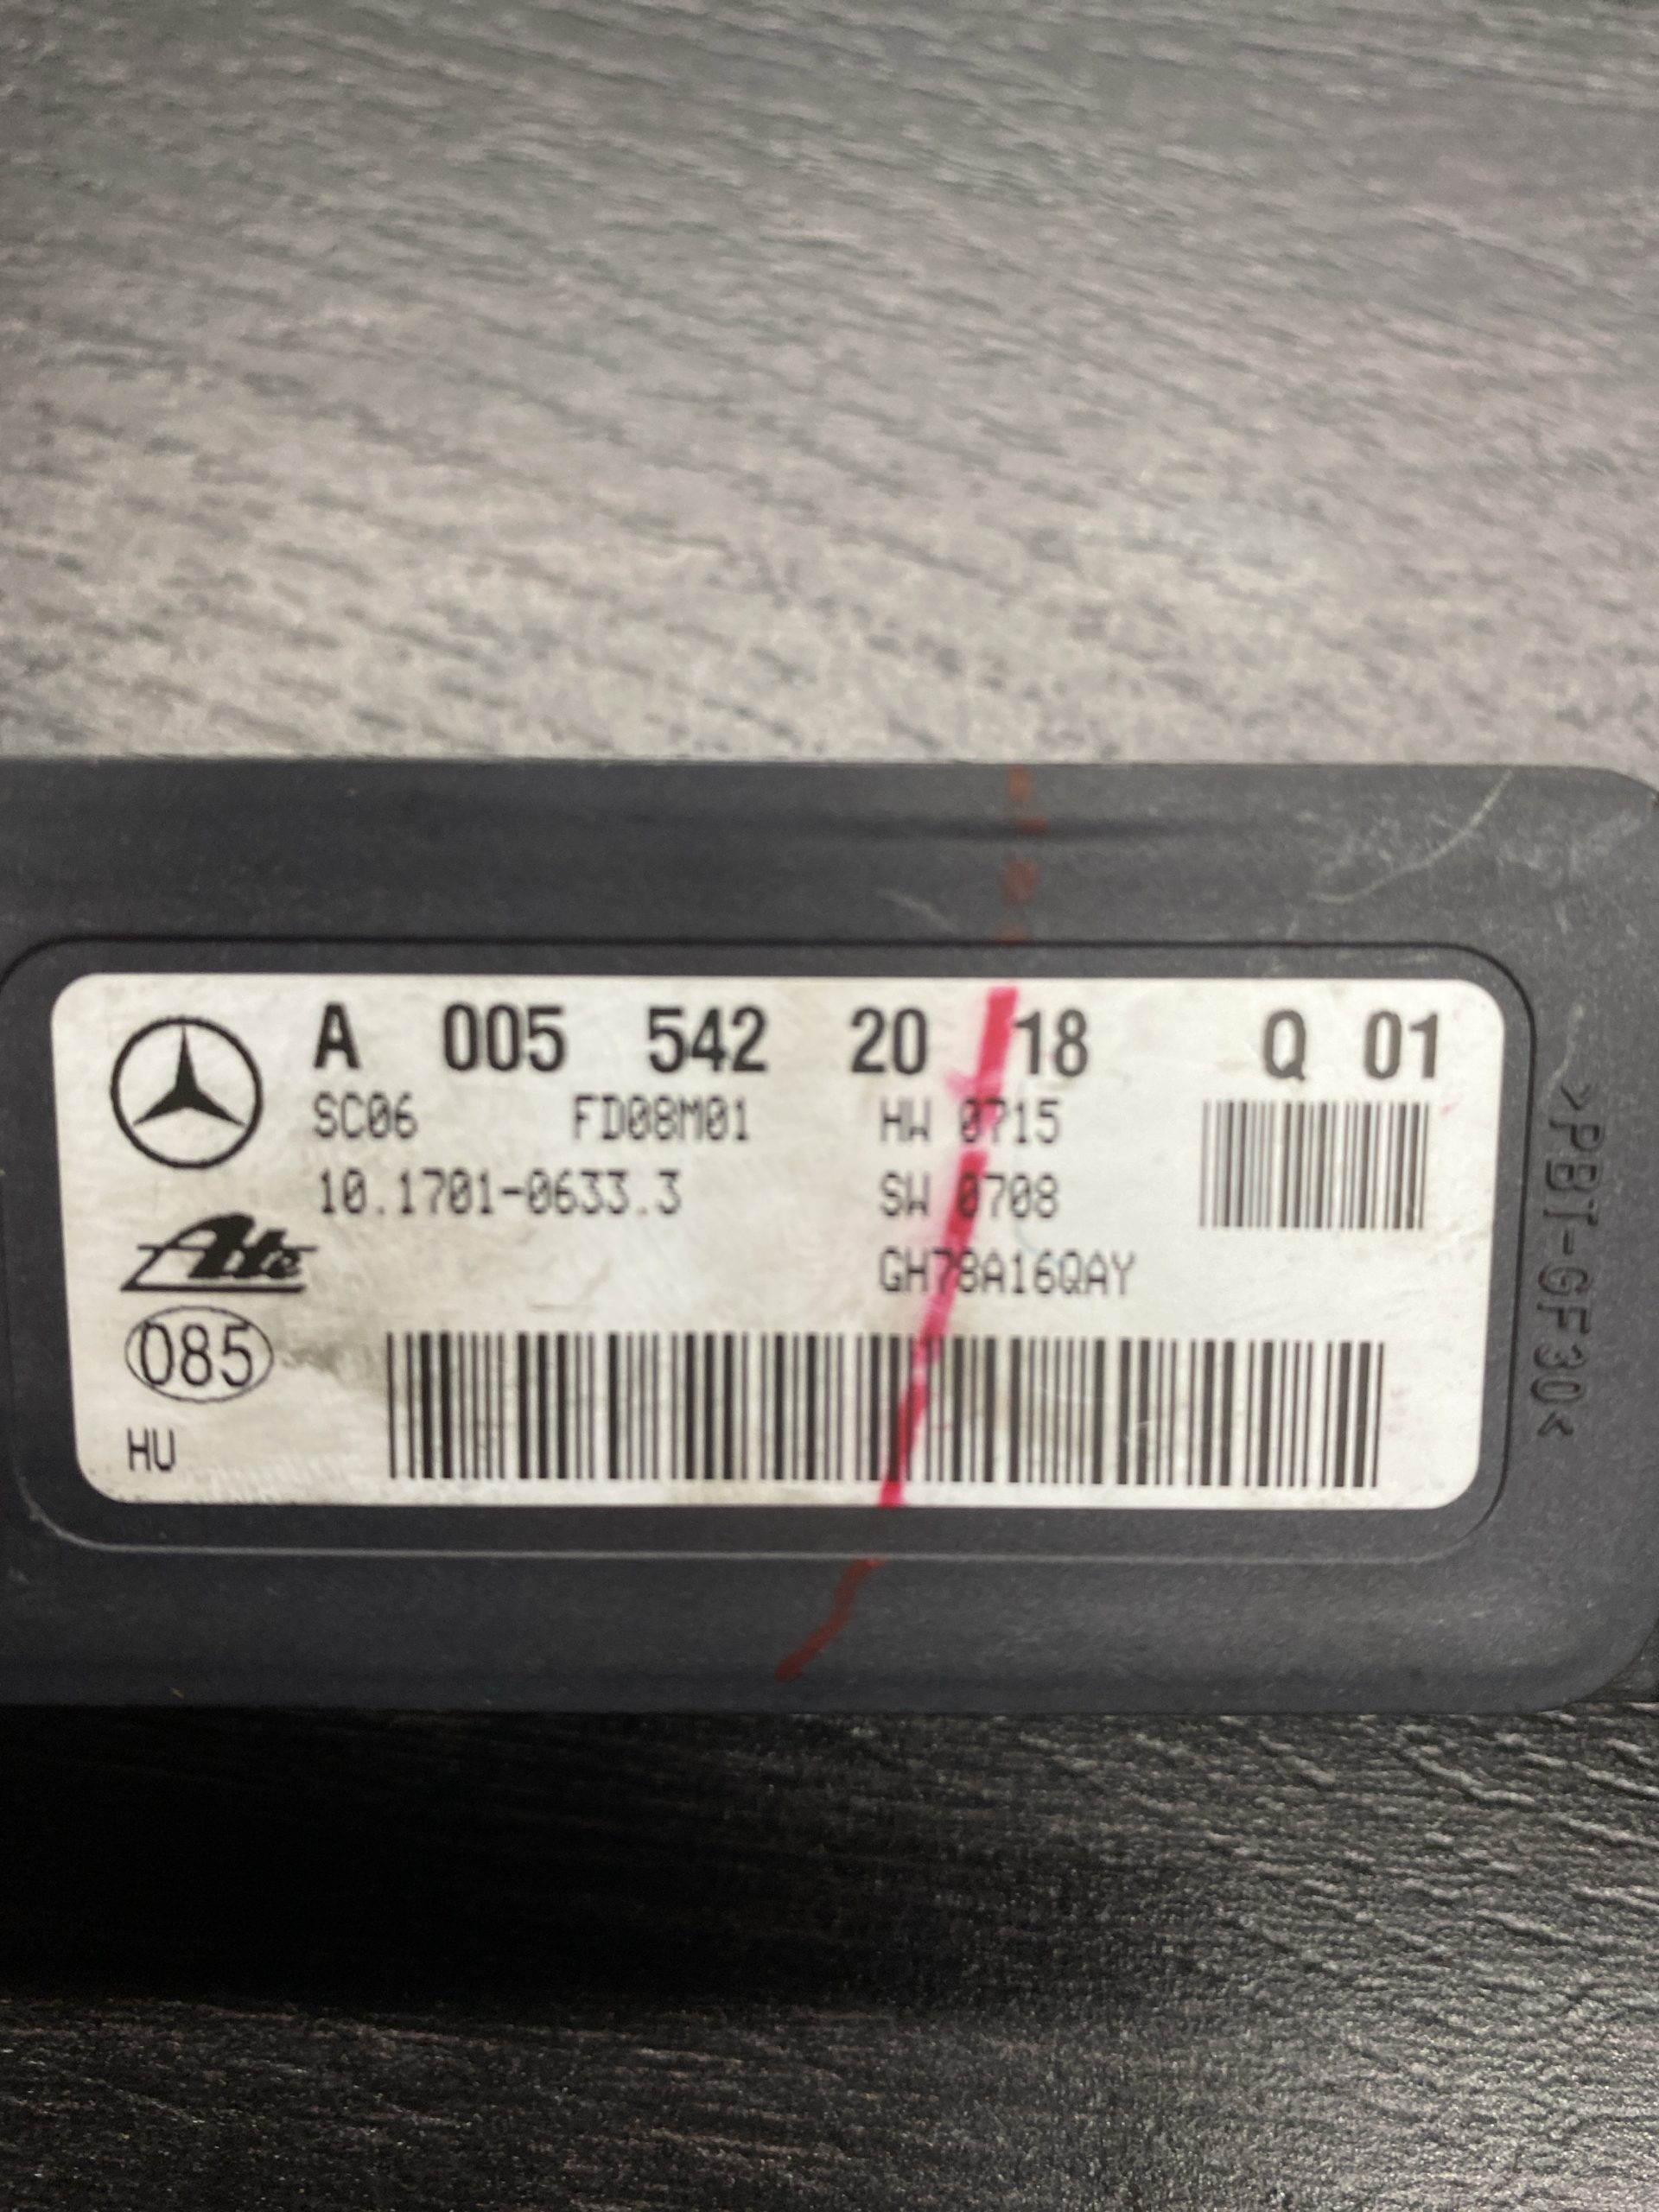 A 005 542 20 18 Q 01
SC06 FD08M01 HW 0715
10.1701-0633.3 SW 0708
Ate GH78A16QAY
085
HU
>PBT-GF30<